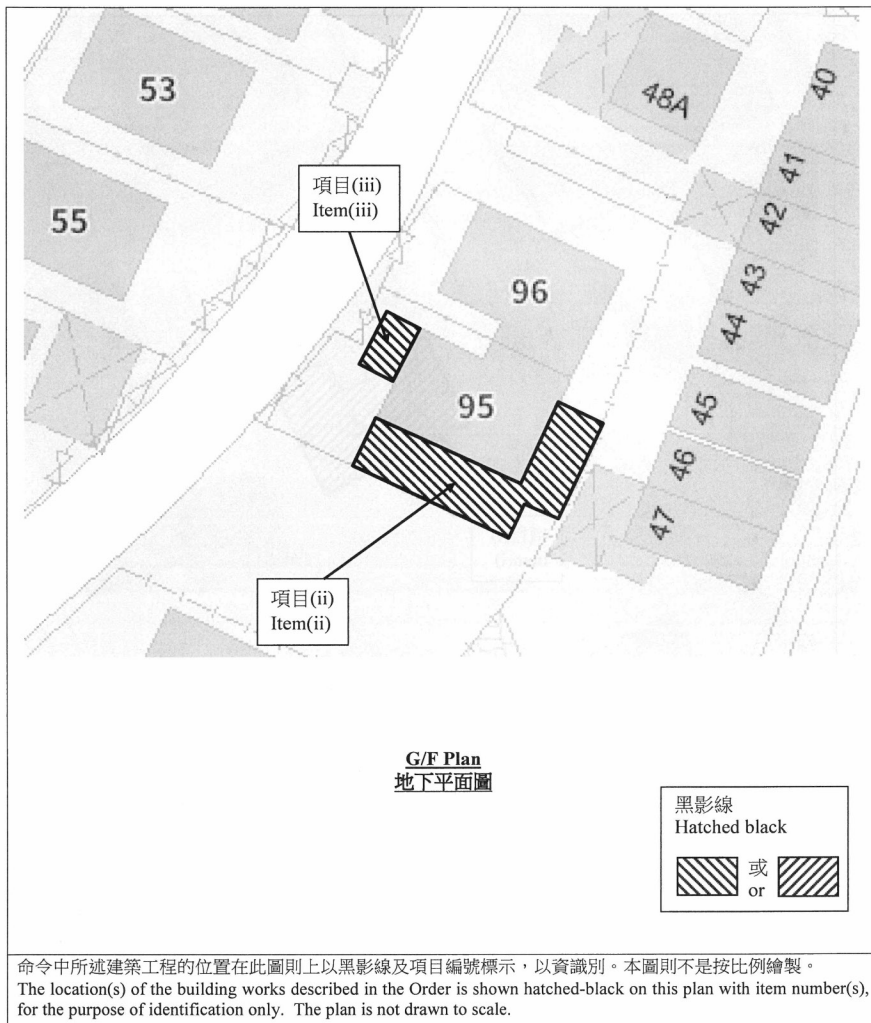 53
48A
40
41
55
項目(iii)
Item(iii)
42
96
43
44
95
45
46
47
項目(ii)
Item(ii)
G/F Plan
地下平面圖
黑影線
Hatched black
或
or
命令中所述建築工程的位置在此圖則上以黑影線及項目編號標示，以資識別。本圖則不是按比例繪製。
The location(s) of the building works described in the Order is shown hatched-black on this plan with item number(s),
for the purpose of identification only. The plan is not drawn to scale.